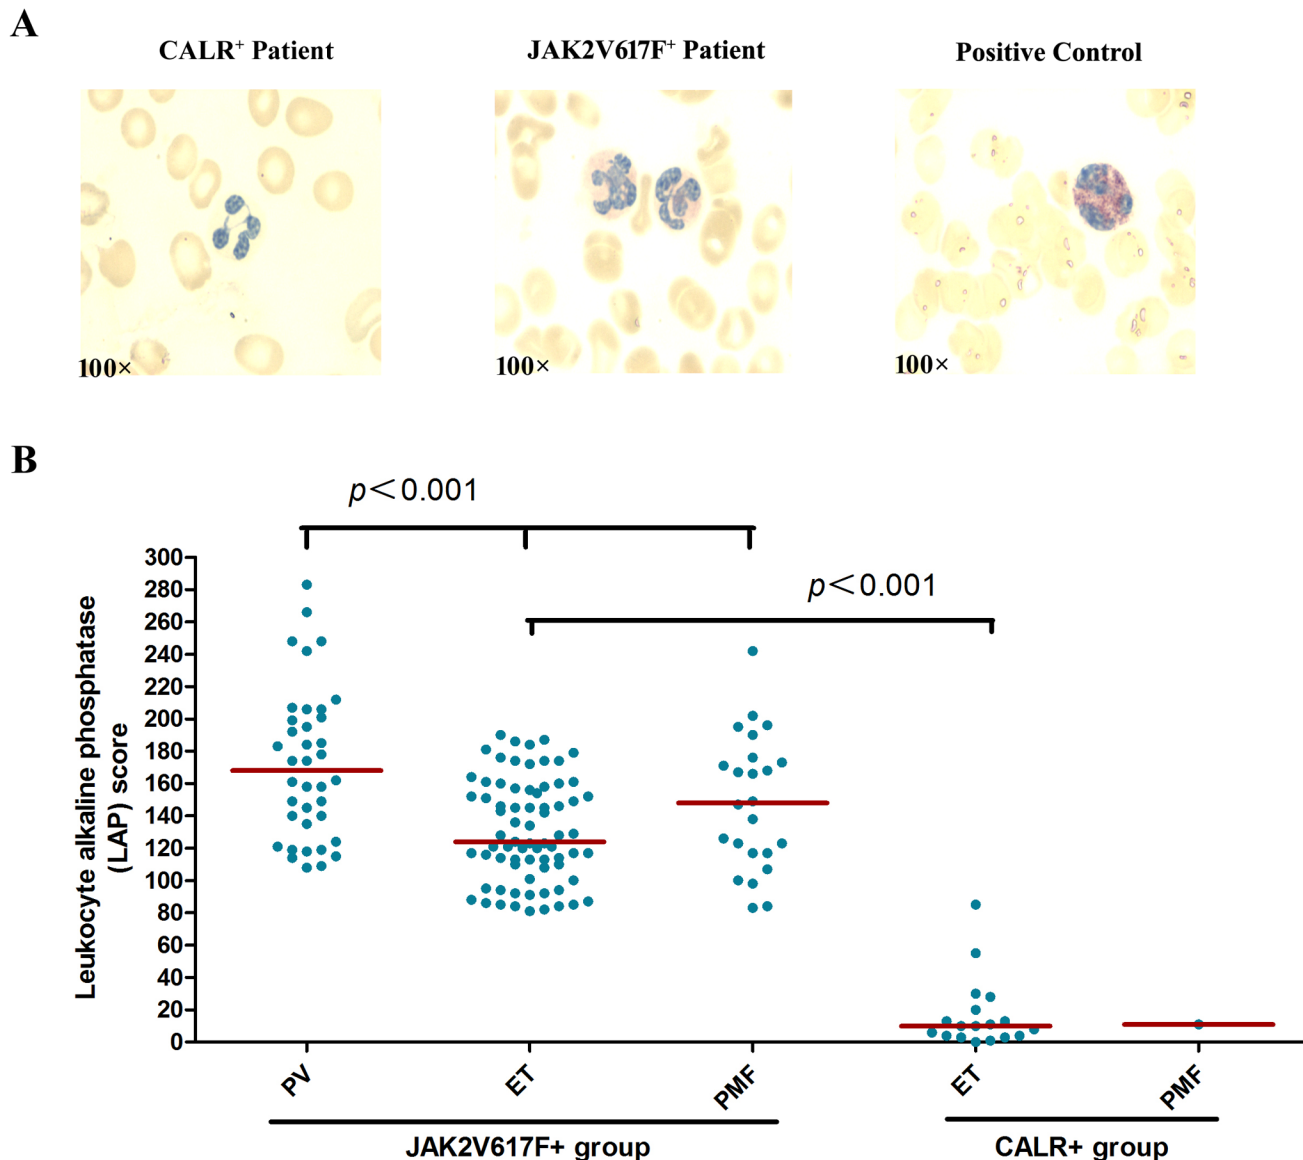 A
CALR⁺ Patient
JAK2V617F⁺ Patient
Positive Control
100×
100×
100×
B
p<0.001
p<0.001
Leukocyte alkaline phosphatase
(LAP) score
300
280
260
240
220
200
180
160
140
120
100
80
60
40
20
0
PV
ET
PMF
ET
PMF
JAK2V617F+ group
CALR+ group